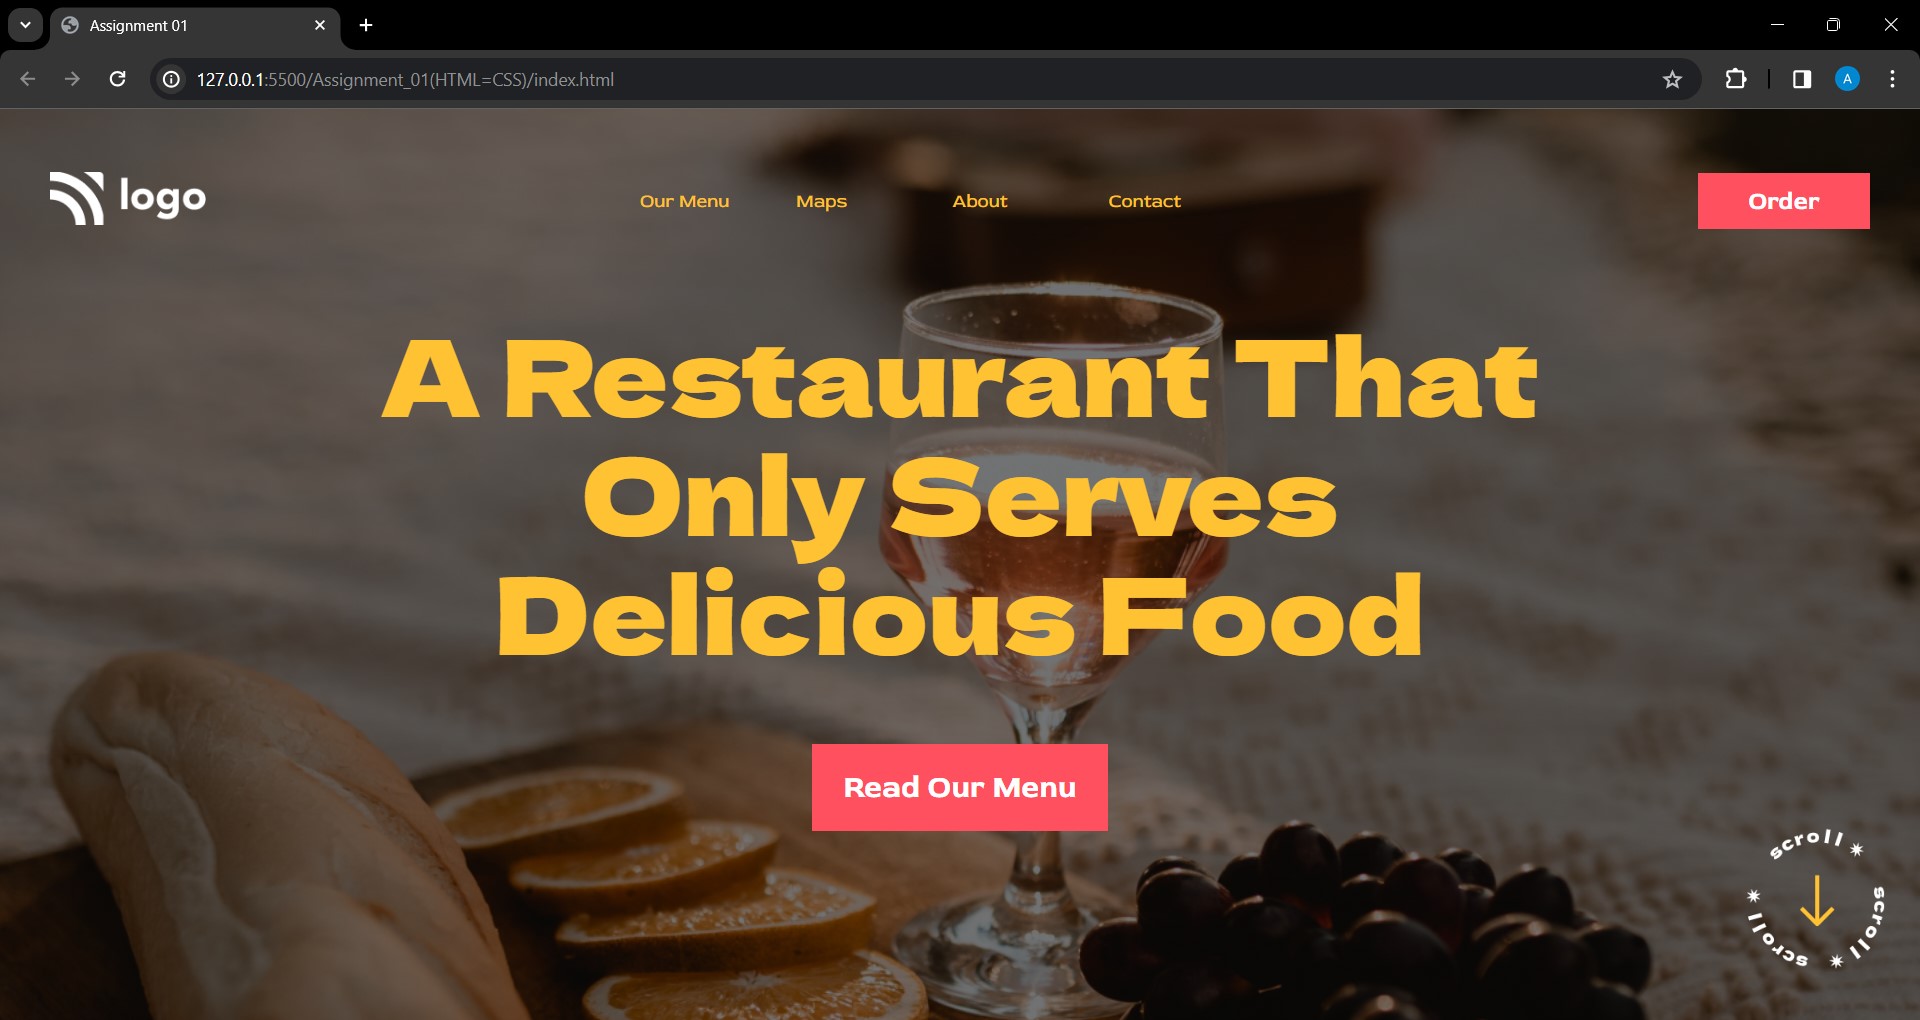 Assignment 01
127.0.0.1:5500/Assignment_01(HTML=CSS)/index.html
A
logo
Our Menu Maps About Contact
Order
A Restaurant That
Only Serves
Delicious Food
Read Our Menu
scroll ✷ scroll ✷ scroll ✷